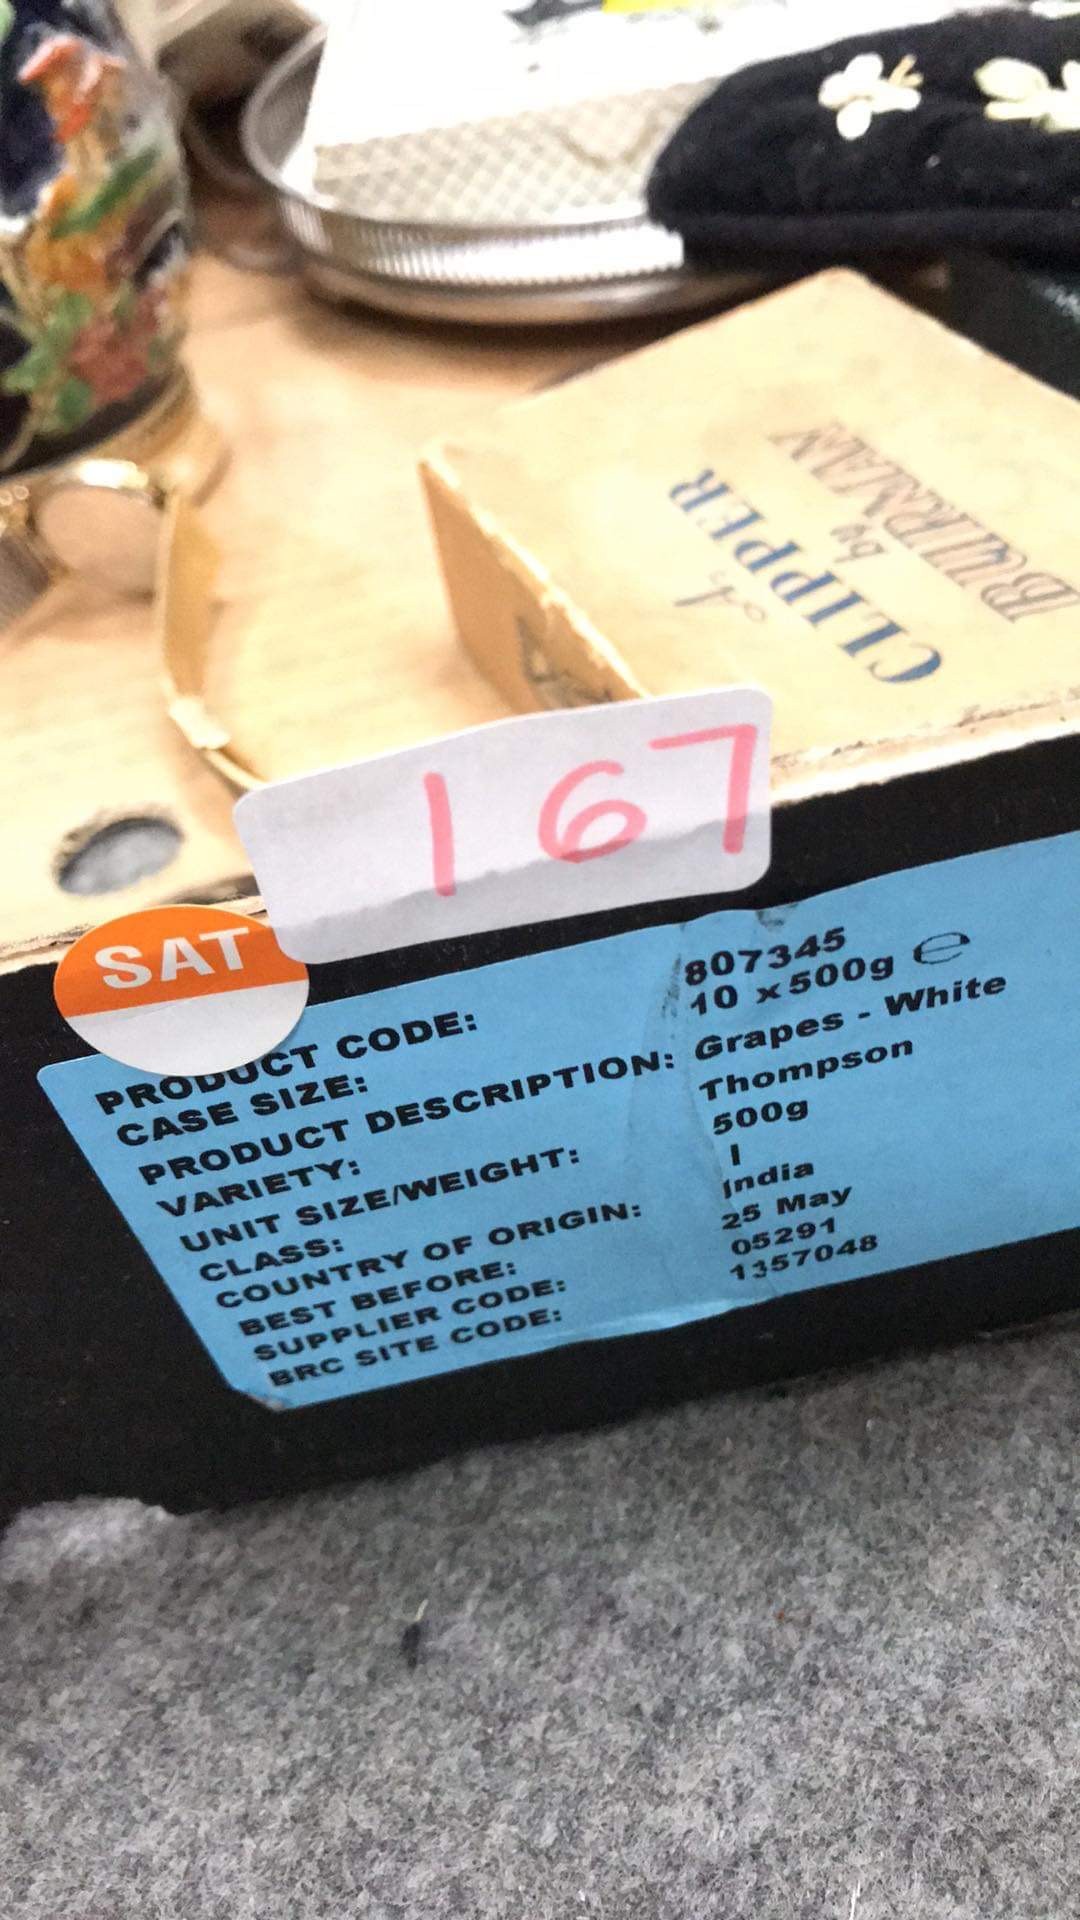 A
CLIPPER
by
BURMAN
167
SAT
PRODUCT CODE: 807345
CASE SIZE: 10 x 500g e
PRODUCT DESCRIPTION: Grapes - White
VARIETY: Thompson
UNIT SIZE/WEIGHT: 500g
CLASS: I
COUNTRY OF ORIGIN: India
BEST BEFORE: 25 May
SUPPLIER CODE: 05291
BRC SITE CODE: 1357048